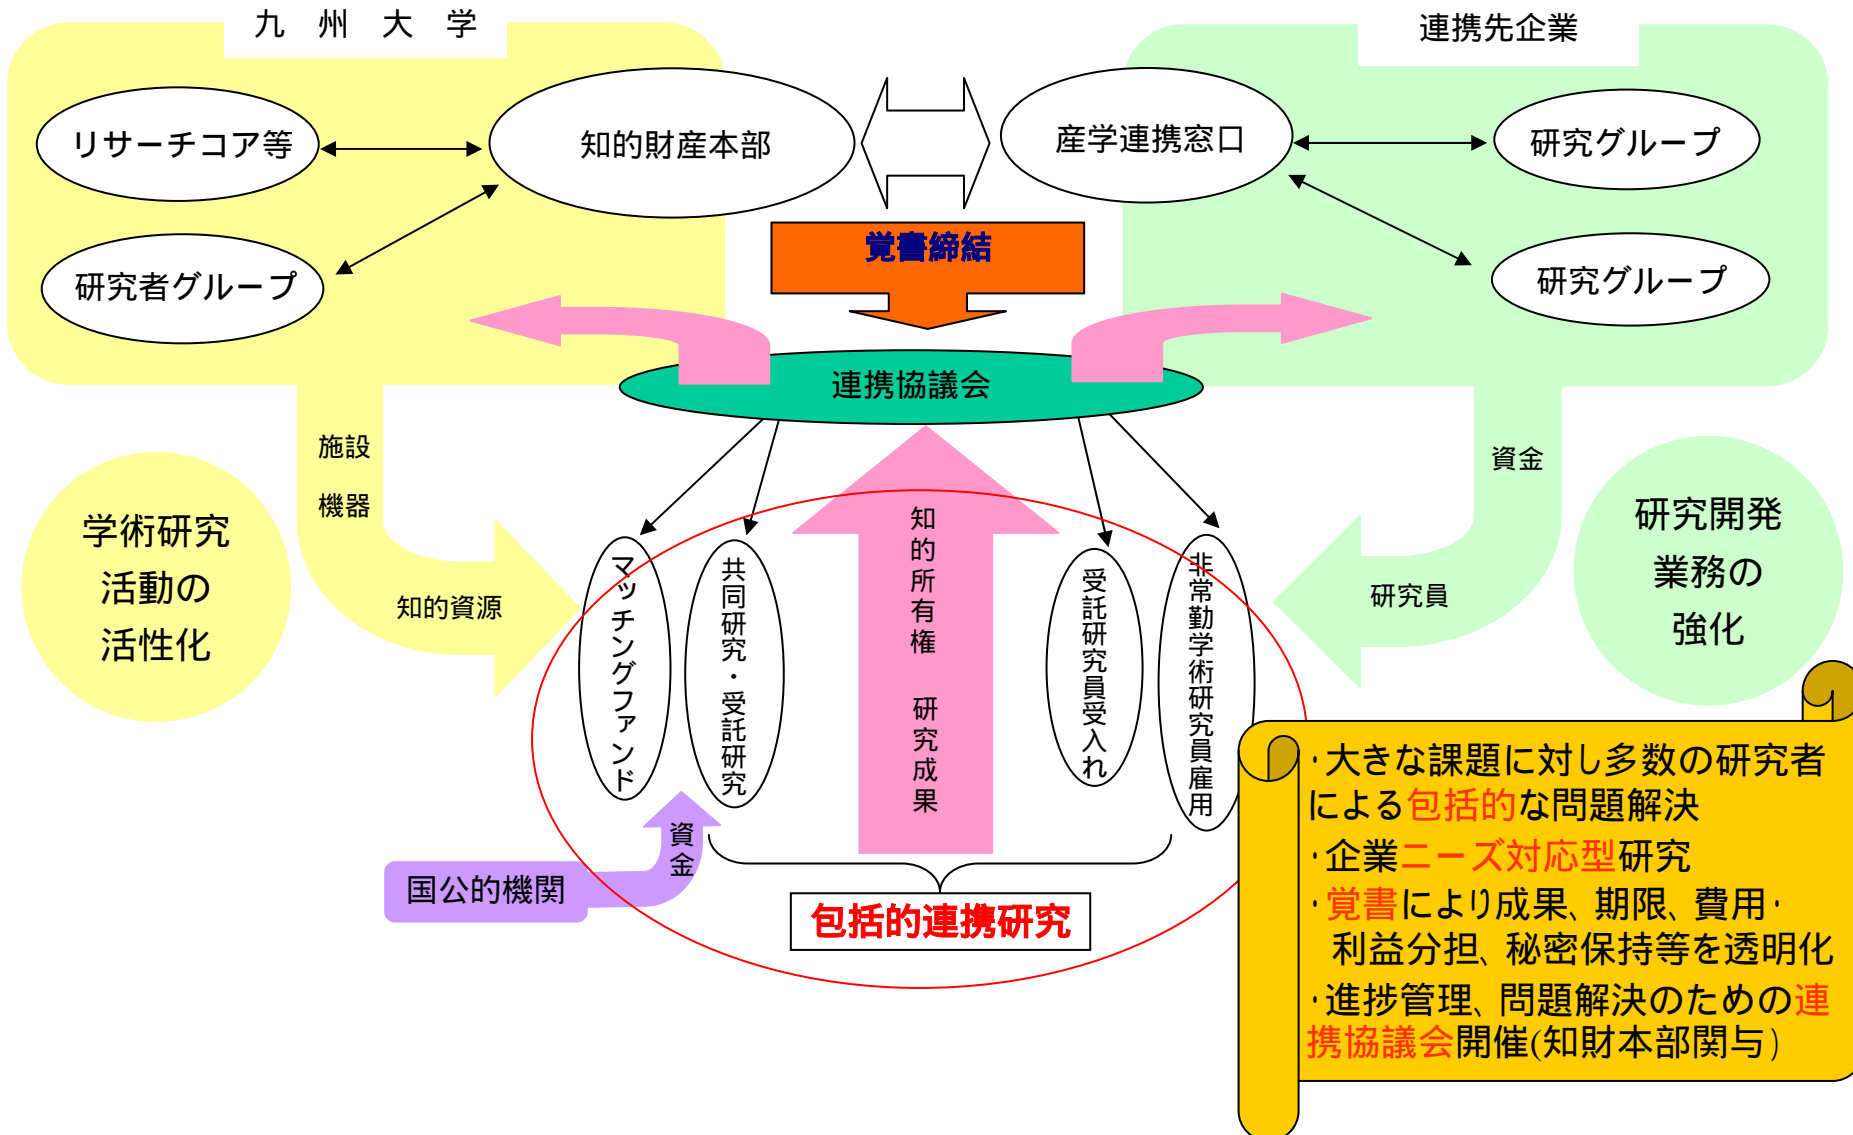 九 州 大 学
連携先企業
リサーチコア等
知的財産本部
産学連携窓口
研究グループ
研究者グループ
覚書締結
研究グループ
連携協議会
施設
機器
知的資源
学術研究
活動の
活性化
資金
研究員
研究開発
業務の
強化
マッチングファンド
共同研究・受託研究
知的所有権 研究成果
受託研究員受入れ
非常勤学術研究員雇用
国公的機関
資金
包括的連携研究
・大きな課題に対し多数の研究者
による包括的な問題解決
・企業ニーズ対応型研究
・覚書により成果、期限、費用・
利益分担、秘密保持等を透明化
・進捗管理、問題解決のための連
携協議会開催(知財本部関与)